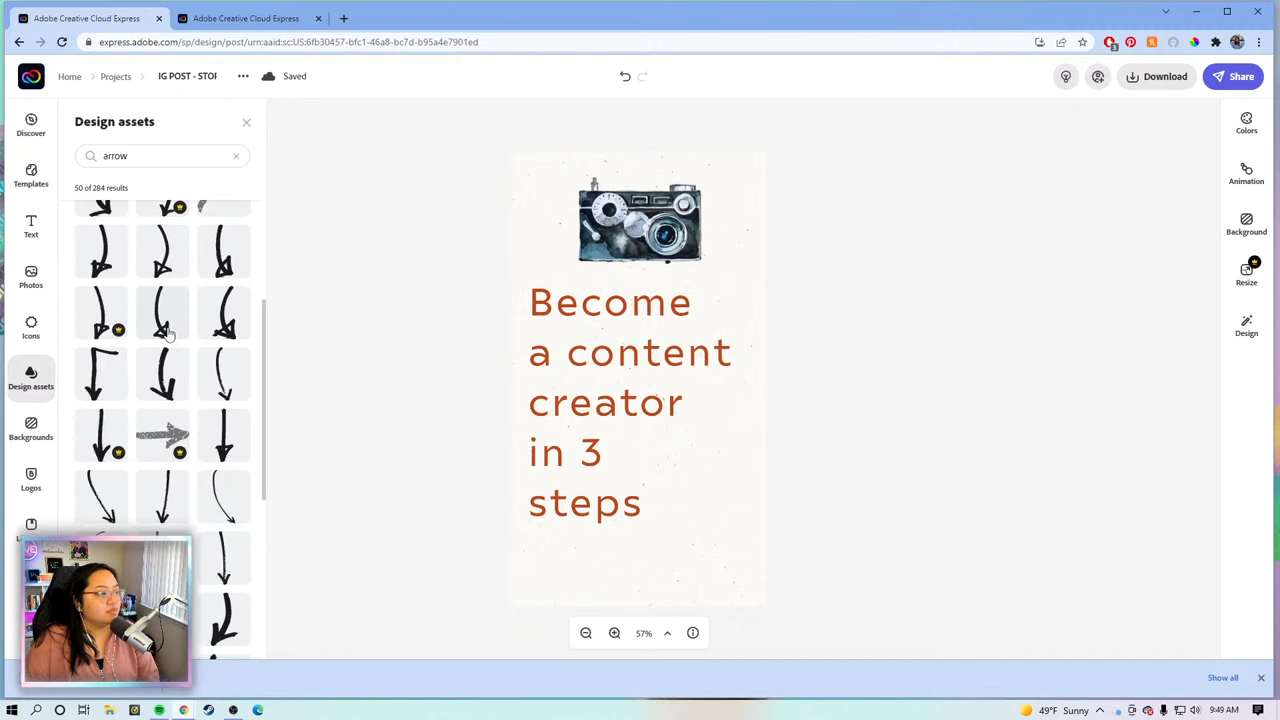 Adobe Creative Cloud Express
Adobe Creative Cloud Express
express.adobe.com/sp/design/post/urn:aaid:sc:US:6fb30457-bfc1-46a8-bc7d-b95a4e7901ed
3
Home
Projects
IG POST - STOR
Saved
Download
Share
Discover
Templates
Text
Photos
Icons
Design assets
Backgrounds
Logos
Design assets
arrow
50 of 284 results
Become
a content
creator
in 3
steps
57%
Colors
Animation
Background
Resize
Design
Show all
49°F Sunny
9:49 AM